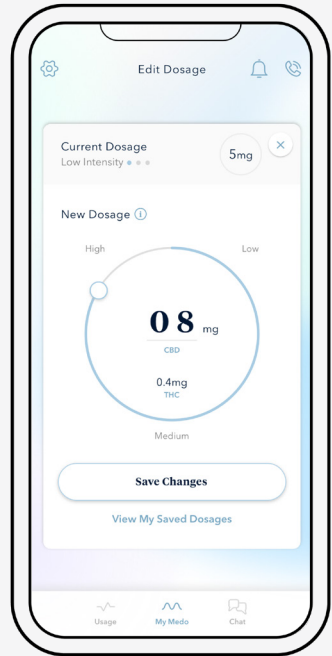 Edit Dosage
Current Dosage
Low Intensity
5mg
New Dosage
High
Low
08 mg
CBD
0.4mg
THC
Medium
Save Changes
View My Saved Dosages
Usage
My Medo
Chat